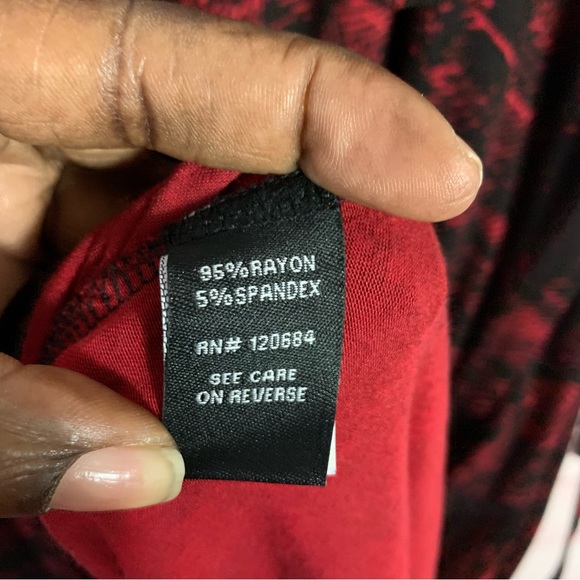 95%RAYON
5%SPANDEX
RN# 120684
SEE CARE
ON REVERSE